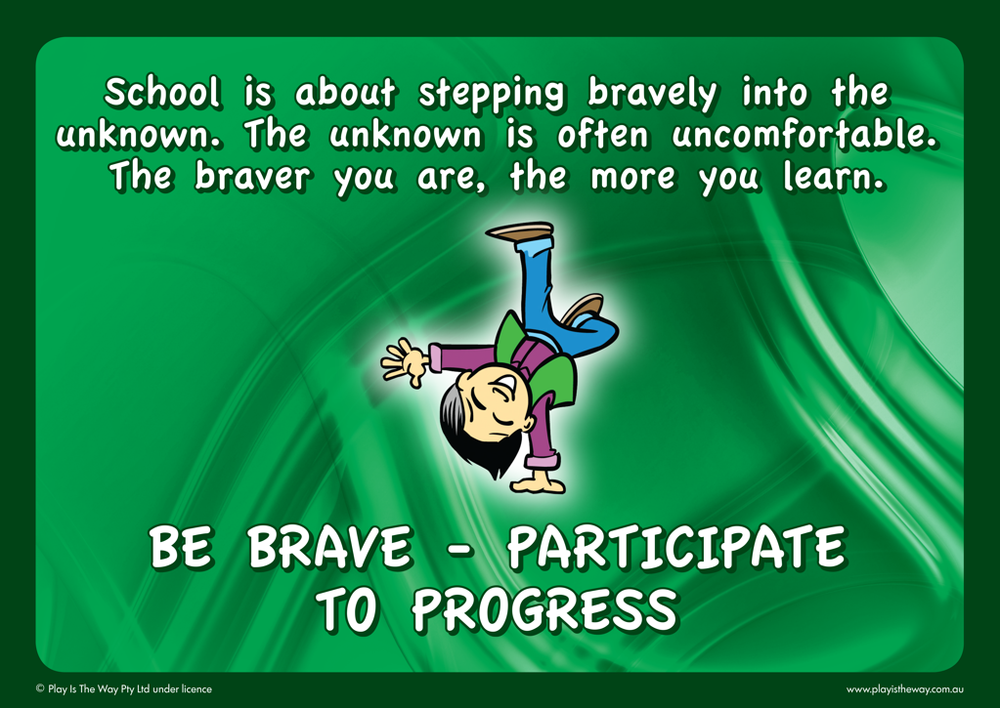 School is about stepping bravely into the
unknown. The unknown is often uncomfortable.
The braver you are, the more you learn.
BE BRAVE - PARTICIPATE
TO PROGRESS
© Play Is The Way Pty Ltd under licence
www.playistheway.com.au